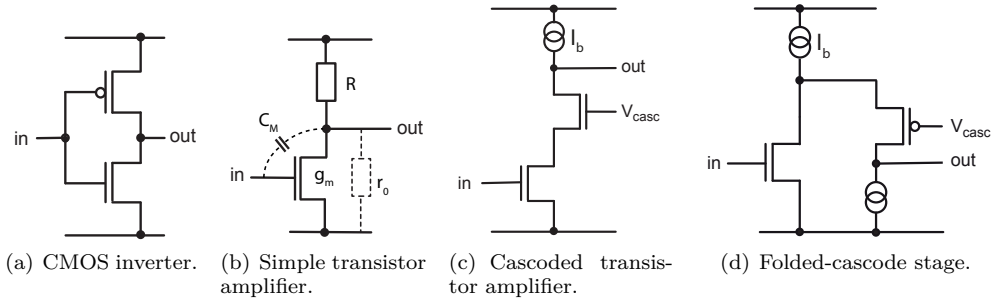 in
out
(a) CMOS inverter.
R
C_M
out
in
g_m
r_0
(b) Simple transistor
amplifier.
I_b
out
V_casc
in
(c) Cascoded transis-
tor amplifier.
I_b
V_casc
in
out
(d) Folded-cascode stage.